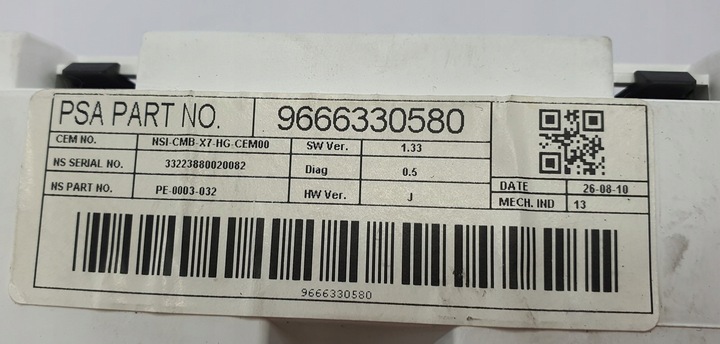 PSA PART NO. 9666330580
CEM NO. NSI-CMB-X7-HG-CEM00 SW Ver. 1.33
NS SERIAL NO. 33223880020082 Diag 0.5
DATE 26-08-10
NS PART NO. PE-0003-032 HW Ver. J
MECH. IND 13
9666330580